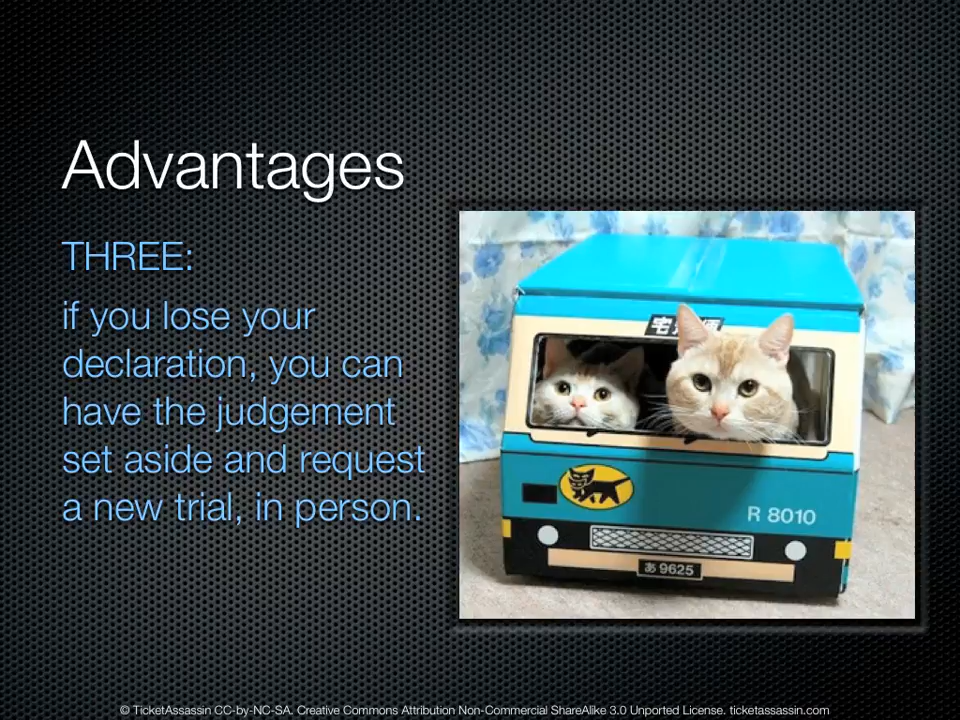 Advantages
THREE:
if you lose your
declaration, you can
have the judgement
set aside and request
a new trial, in person.
宅
便
R 8010
あ 9625
© TicketAssassin CC-by-NC-SA. Creative Commons Attribution Non-Commercial ShareAlike 3.0 Unported License. ticketassassin.com